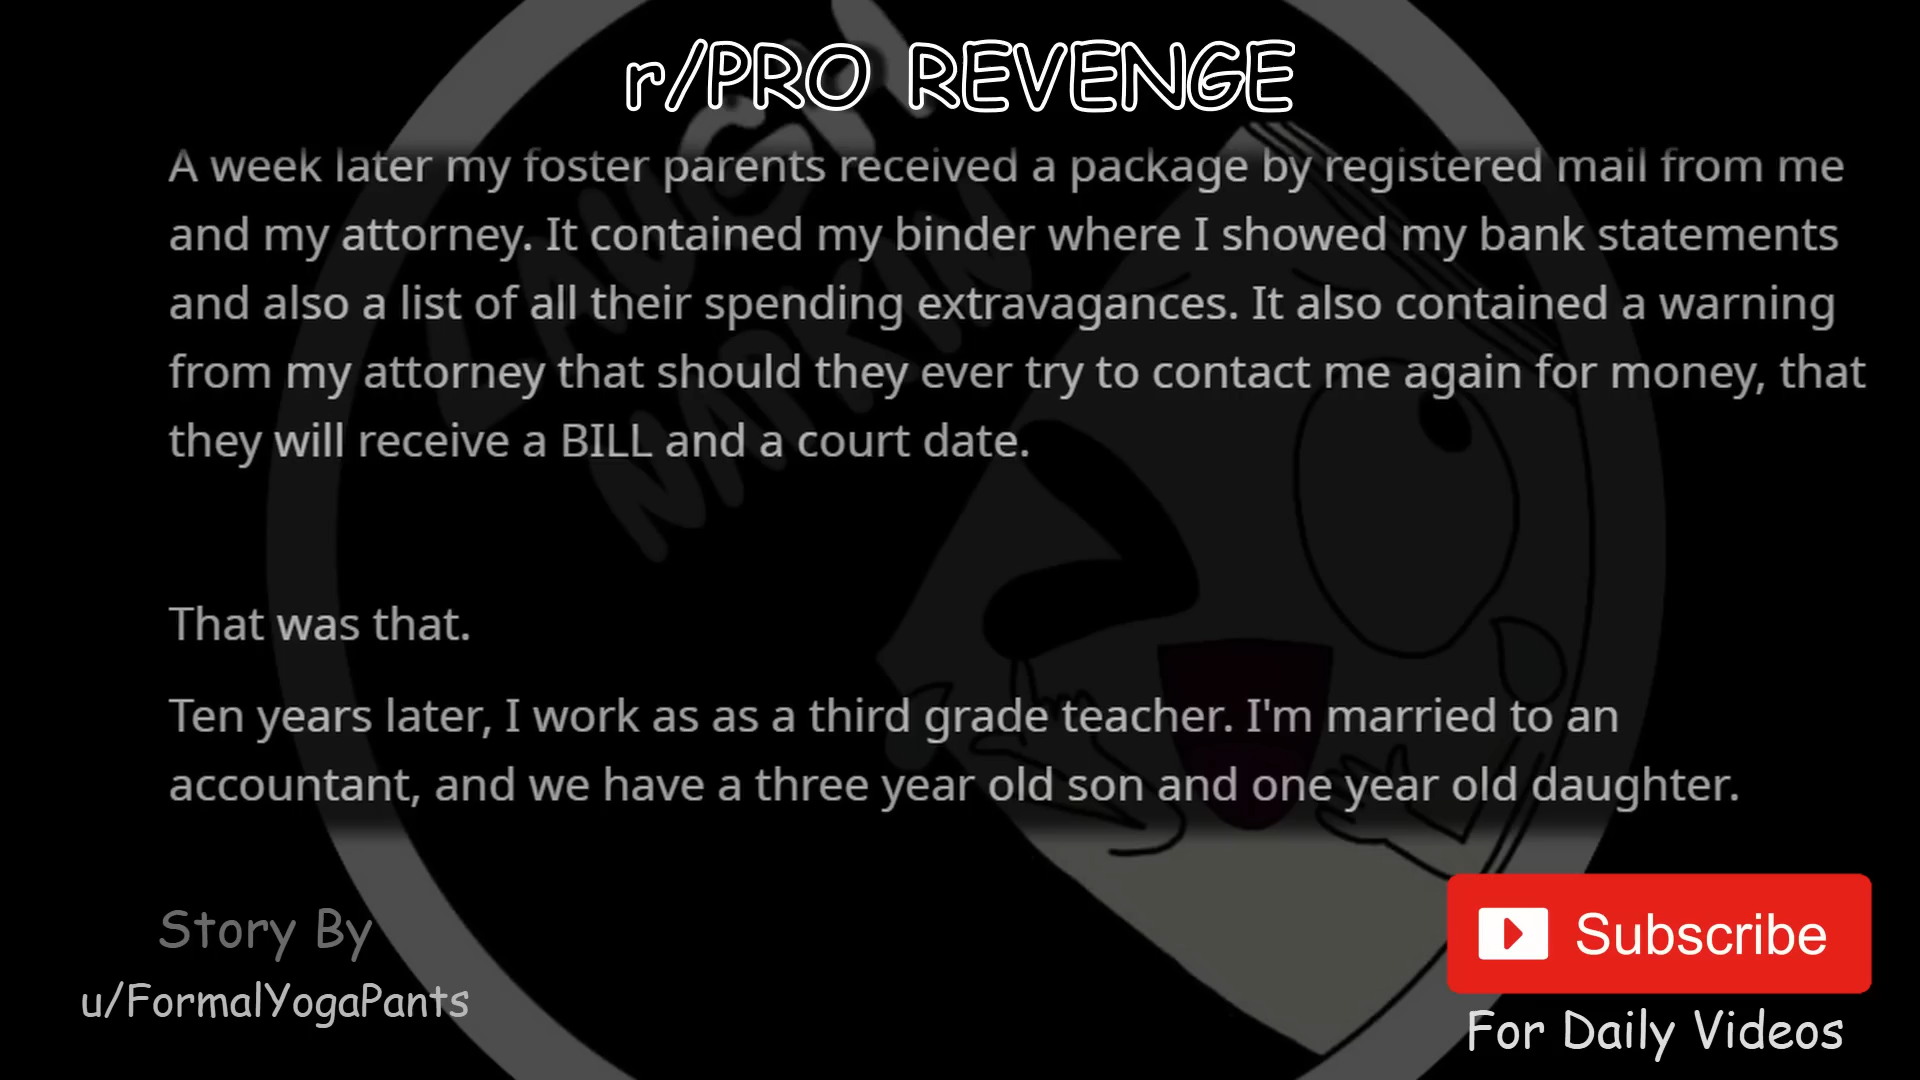 r/PRO REVENGE
A week later my foster parents received a package by registered mail from me
and my attorney. It contained my binder where I showed my bank statements
and also a list of all their spending extravagances. It also contained a warning
from my attorney that should they ever try to contact me again for money, that
they will receive a BILL and a court date.
That was that.
Ten years later, I work as as a third grade teacher. I'm married to an
accountant, and we have a three year old son and one year old daughter.
LAUGHY
NAPKIN
Story By
u/FormalYogaPants
Subscribe
For Daily Videos